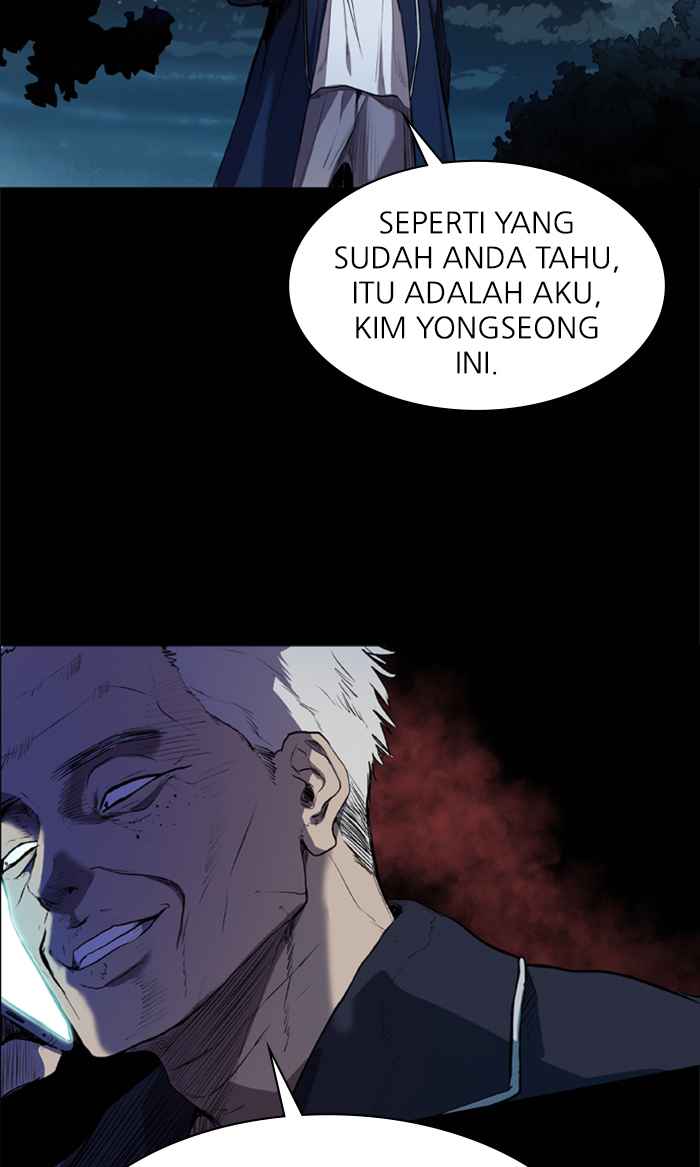 SEPERTI YANG
SUDAH ANDA TAHU,
ITU ADALAH AKU,
KIM YONGSEONG
INI.